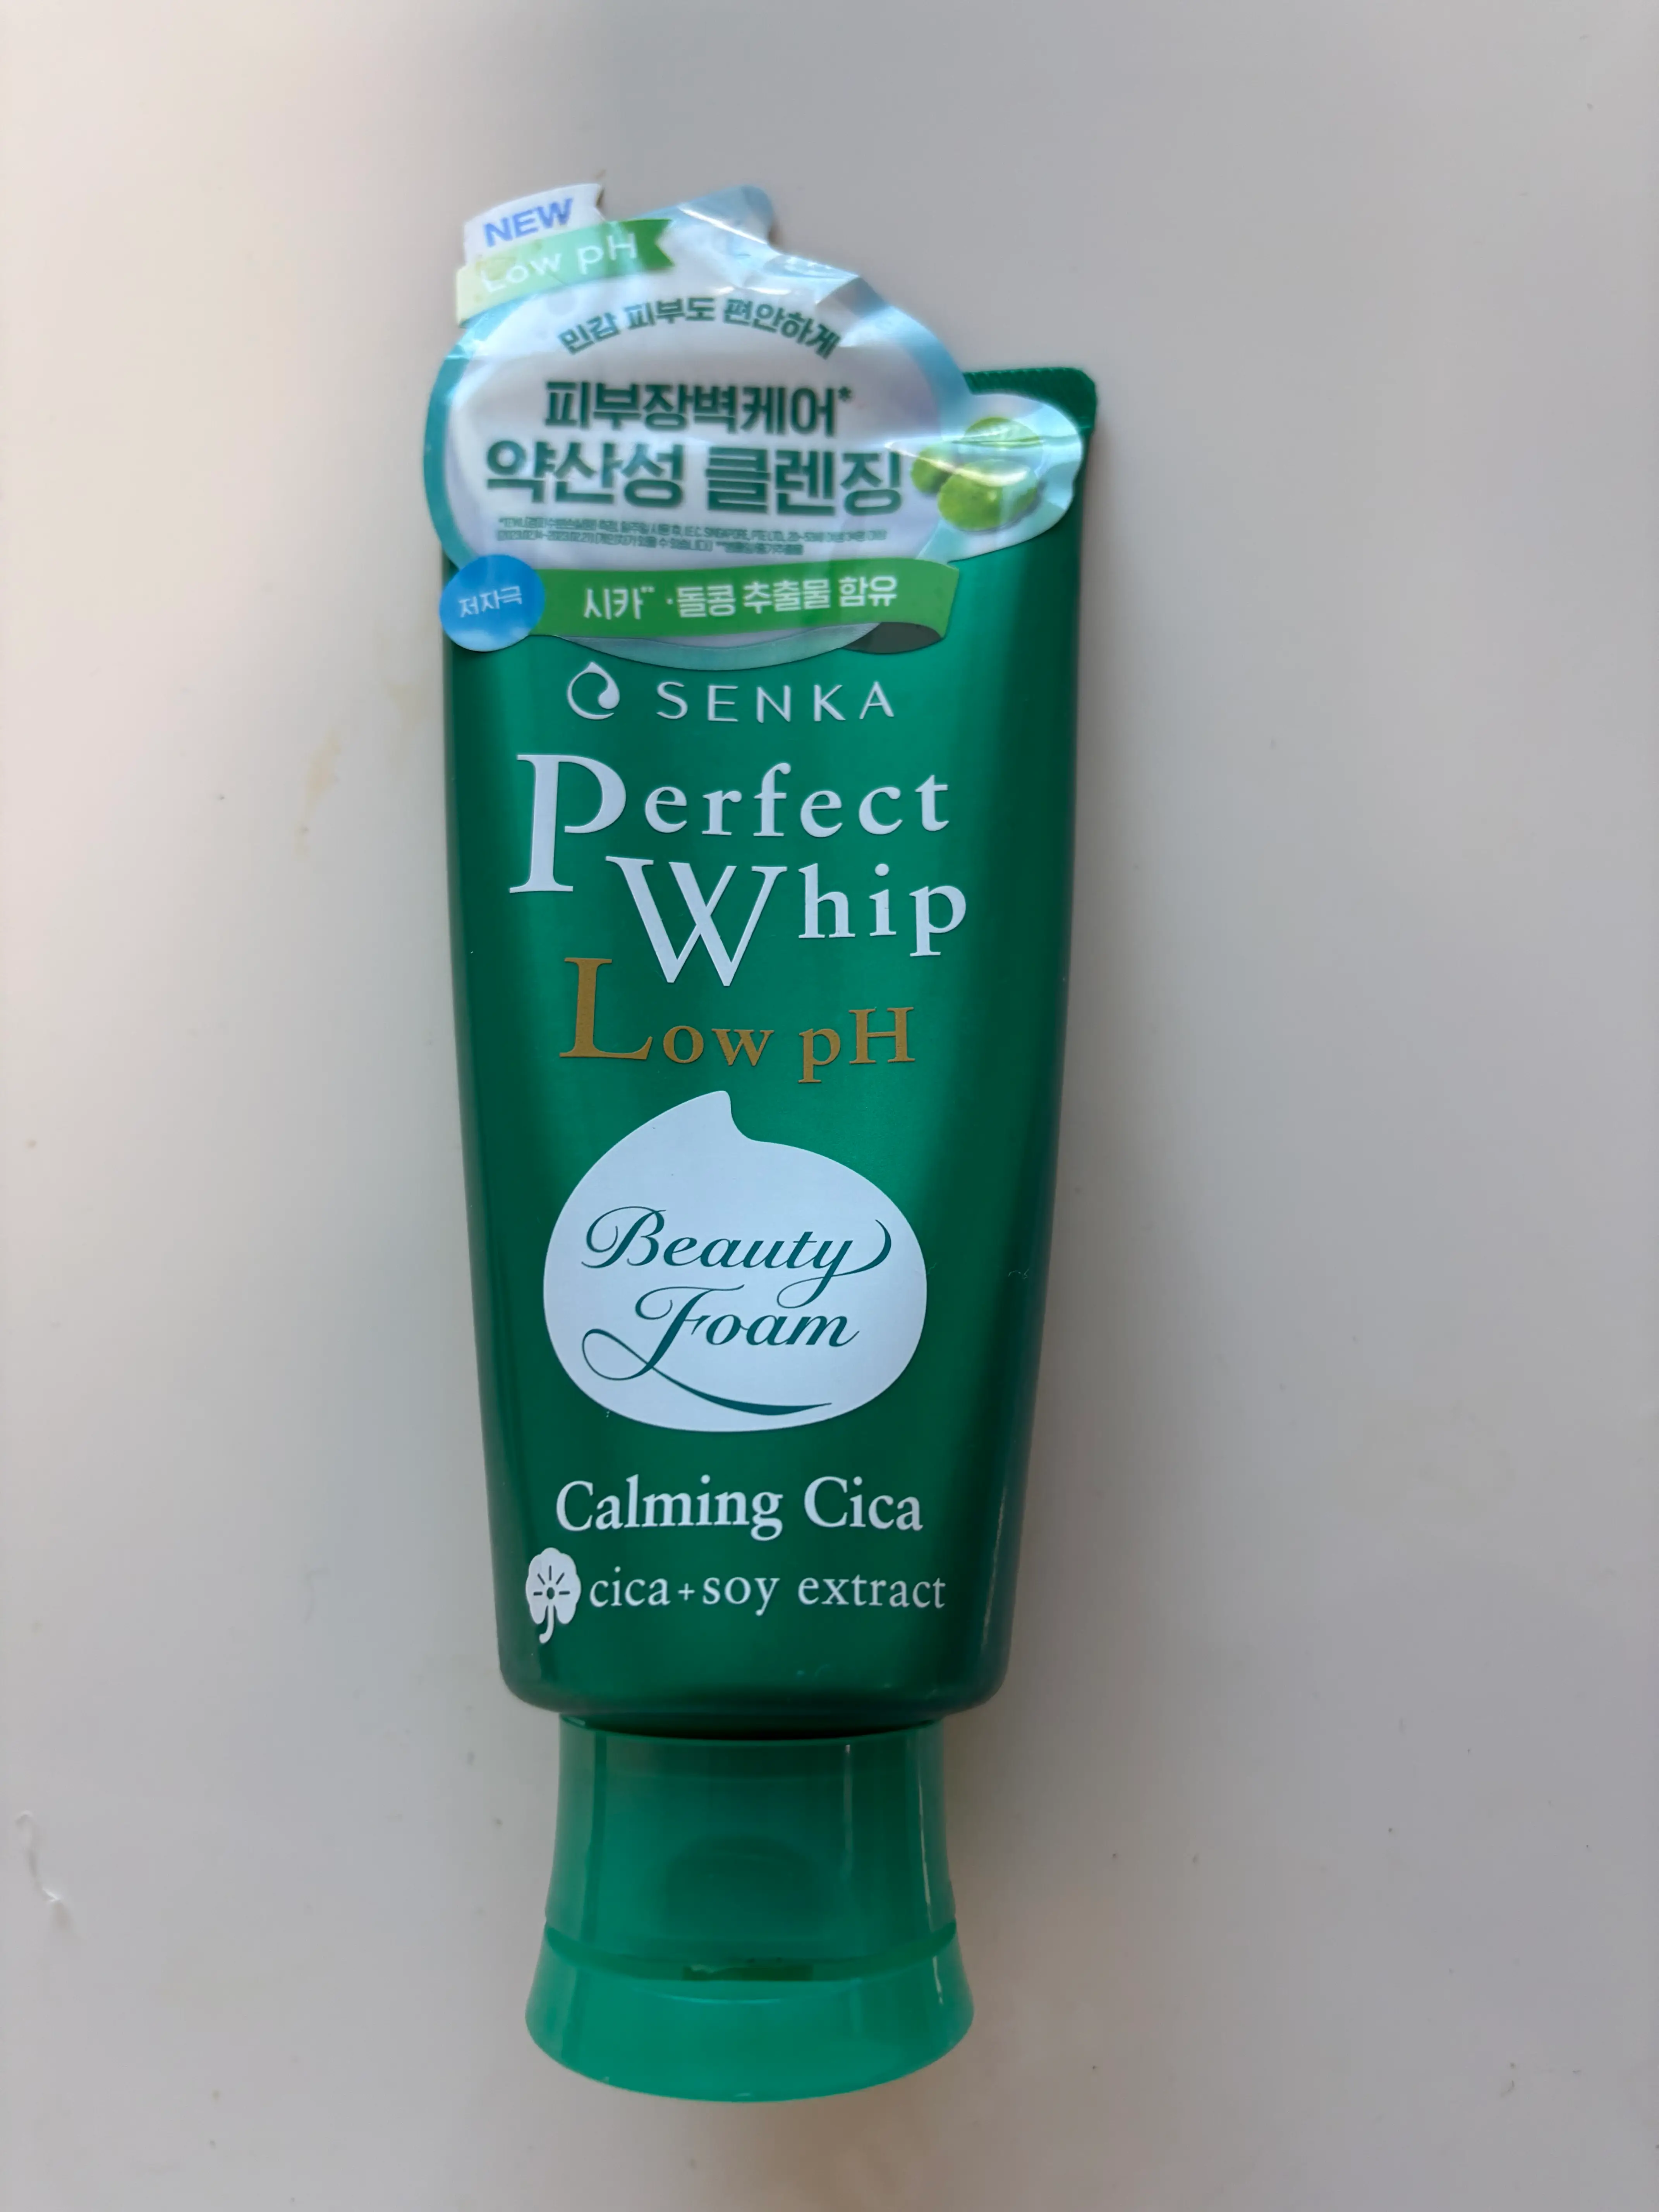 NEW
Low pH
민감 피부도 편안하게
피부장벽케어*
약산성 클렌징
저자극
시카** · 돌콩 추출물 함유
SENKA
Perfect
Whip
Low pH
Beauty
Foam
Calming Cica
cica+soy extract